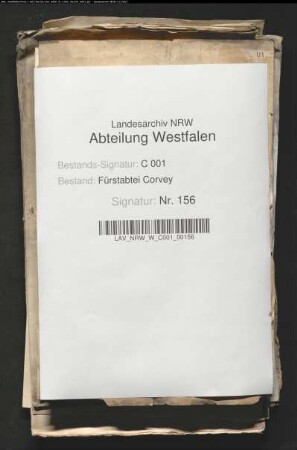 Landesarchiv NRW
Abteilung Westfalen
Bestands-Signatur: C 001
Bestand: Fürstabtei Corvey
Signatur: Nr. 156
LAV_NRW_W_C001_00156